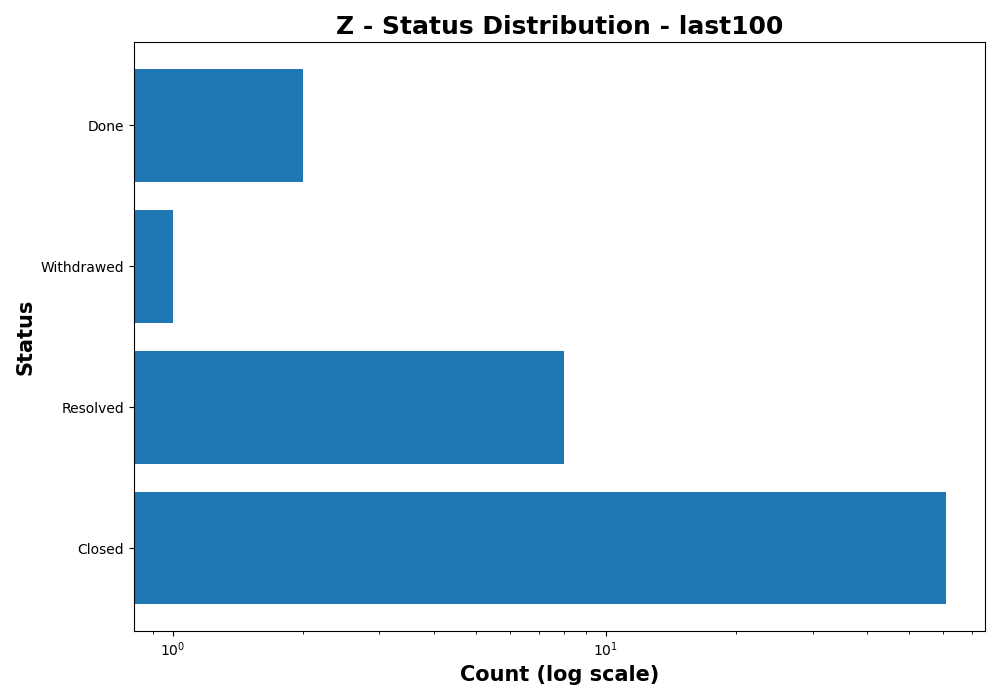 Z - Status Distribution - last100
Done
Withdrawed
Resolved
Closed
Status
10⁰
10¹
Count (log scale)